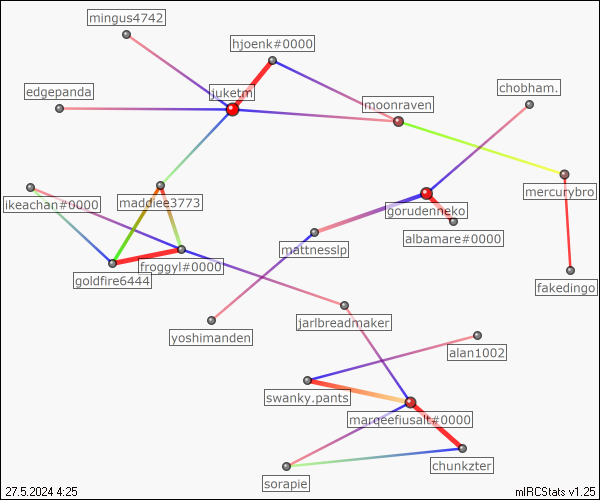 mingus4742
hjoenk#0000
edgepanda
juketm
chobham.
moonraven
mercurybro
ikeachan#0000
maddiee3773
gorudenneko
albamare#0000
mattnesslp
froggyl#0000
goldfire6444
fakedingo
yoshimanden
jarlbreadmaker
alan1002
swanky.pants
marqeefiusalt#0000
chunkzter
sorapie
27.5.2024 4:25
mIRCStats v1.25